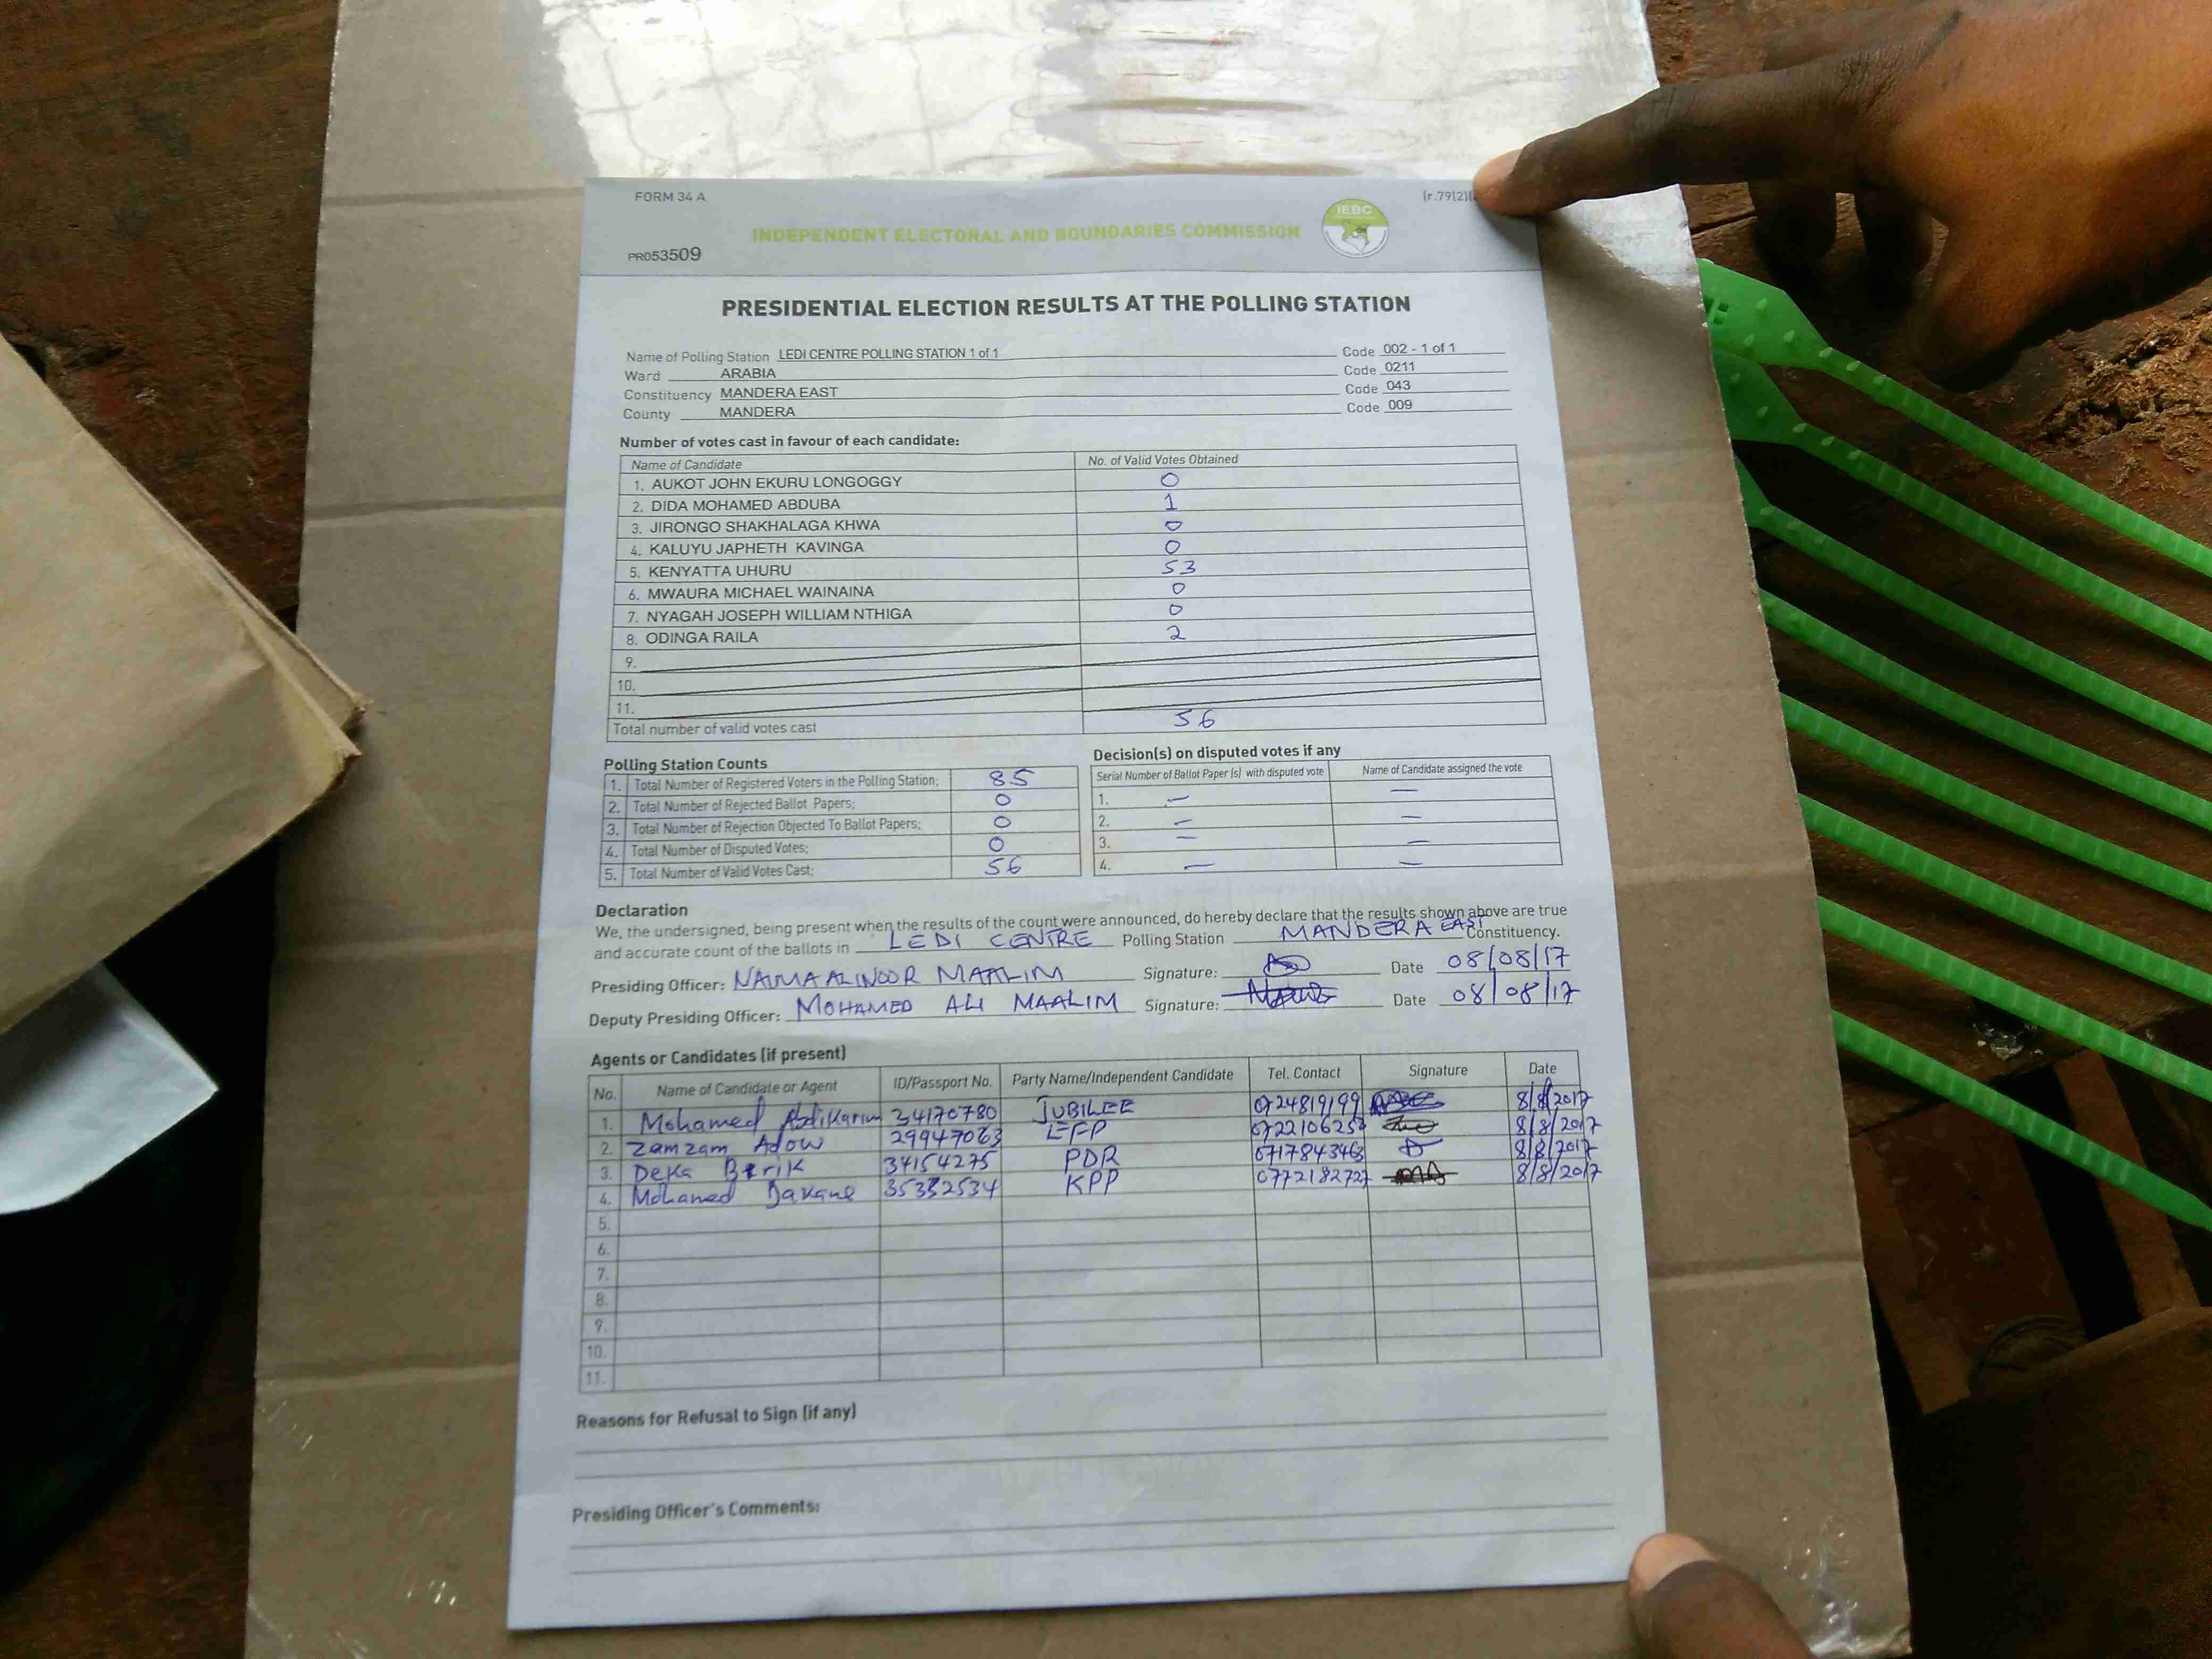 FORM 34 A
(r.79(2)(
IEBC
INDEPENDENT ELECTORAL AND BOUNDARIES COMMISSION
PR053509
PRESIDENTIAL ELECTION RESULTS AT THE POLLING STATION
Name of Polling Station LEDI CENTRE POLLING STATION 1 of 1 Code 002 - 1 of 1
Ward ARABIA Code 0211
Constituency MANDERA EAST Code 043
County MANDERA Code 009
Number of votes cast in favour of each candidate:
Name of Candidate No. of Valid Votes Obtained
1. AUKOT JOHN EKURU LONGOGGY 0
2. DIDA MOHAMED ABDUBA 1
3. JIRONGO SHAKHALAGA KHWA 0
4. KALUYU JAPHETH KAVINGA 0
5. KENYATTA UHURU 53
6. MWAURA MICHAEL WAINAINA 0
7. NYAGAH JOSEPH WILLIAM NTHIGA 0
8. ODINGA RAILA 2
9.
10.
11.
Total number of valid votes cast 56
Polling Station Counts
1. Total Number of Registered Voters in the Polling Station; 85
2. Total Number of Rejected Ballot Papers; 0
3. Total Number of Rejection Objected To Ballot Papers; 0
4. Total Number of Disputed Votes; 0
5. Total Number of Valid Votes Cast; 56
Decision(s) on disputed votes if any
Serial Number of Ballot Paper (s) with disputed vote Name of Candidate assigned the vote
1. — —
2. — —
3. — —
4. — —
Declaration
We, the undersigned, being present when the results of the count were announced, do hereby declare that the results shown above are true
and accurate count of the ballots in LEDI CENTRE Polling Station MANDERA EAST Constituency.
Presiding Officer: NAIMA ALINOOR MAALIM Signature: Date 08/08/17
Deputy Presiding Officer: MOHAMED ALI MAALIM Signature: Date 08/08/17
Agents or Candidates (if present)
No. Name of Candidate or Agent ID/Passport No. Party Name/Independent Candidate Tel. Contact Signature Date
1. Mohamed Abdikarim 34170780 JUBILEE 0724819199 8/8/2017
2. Zamzam Adow 29947063 EFP 8/8/2017
3. Deka Barik 34154275 PDR 0717843463 8/8/2017
4. Mohamed KPP 0772182727 8/8/2017
5.
6.
7.
8.
9.
10.
11.
Reasons for Refusal to Sign (if any)
Presiding Officer's Comments: